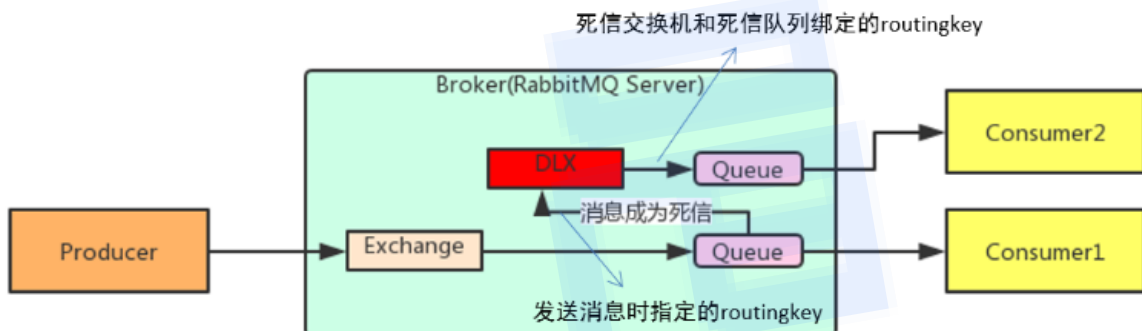 死信交换机和死信队列绑定的routingkey
Broker(RabbitMQ Server)
DLX
Queue
Consumer2
消息成为死信
Producer
Exchange
Queue
Consumer1
发送消息时指定的routingkey